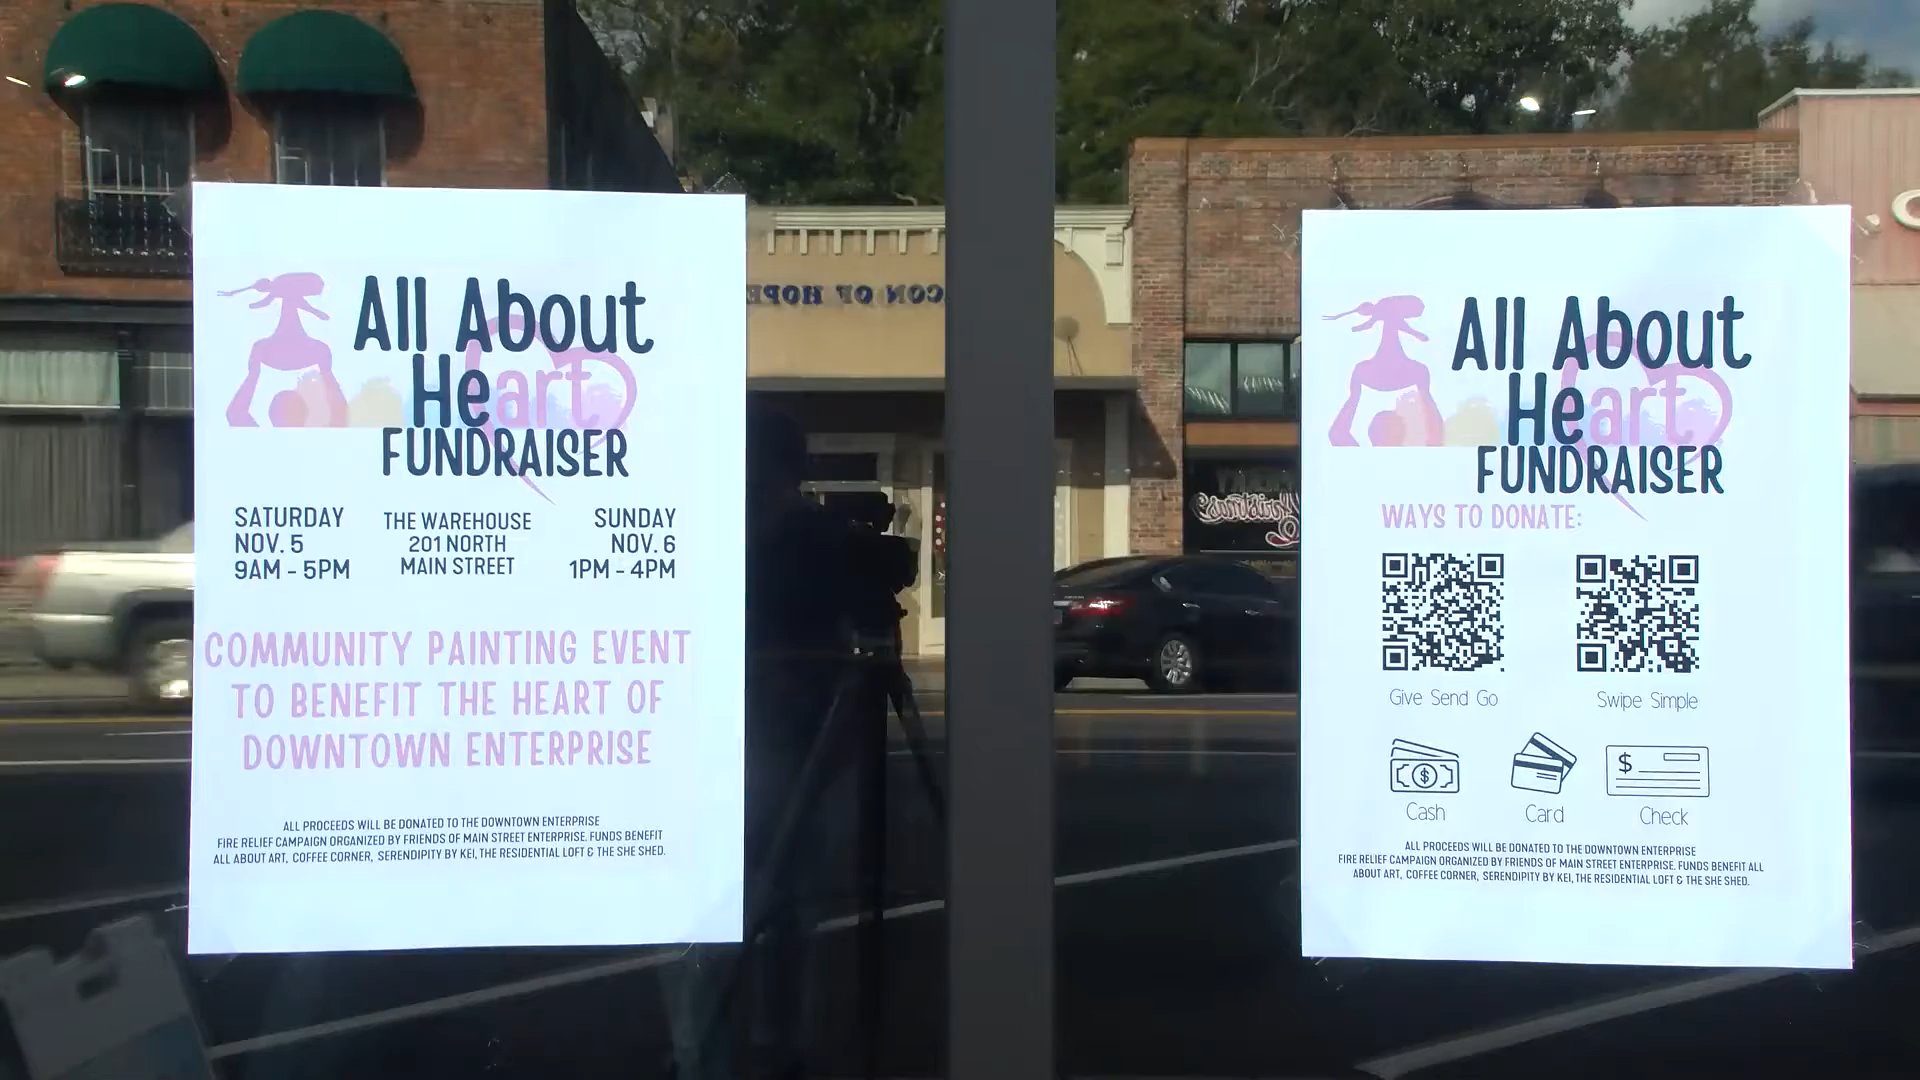 All About
Heart
FUNDRAISER
SATURDAY
NOV. 5
9AM - 5PM
THE WAREHOUSE
201 NORTH
MAIN STREET
SUNDAY
NOV. 6
1PM - 4PM
COMMUNITY PAINTING EVENT
TO BENEFIT THE HEART OF
DOWNTOWN ENTERPRISE
ALL PROCEEDS WILL BE DONATED TO THE DOWNTOWN ENTERPRISE
FIRE RELIEF CAMPAIGN ORGANIZED BY FRIENDS OF MAIN STREET ENTERPRISE. FUNDS BENEFIT
ALL ABOUT ART, COFFEE CORNER, SERENDIPITY BY KEI, THE RESIDENTIAL LOFT & THE SHE SHED.
CON OF HOPE
All About
Heart
FUNDRAISER
WAYS TO DONATE:
Give Send Go
Swipe Simple
$
$
Cash
Card
Check
ALL PROCEEDS WILL BE DONATED TO THE DOWNTOWN ENTERPRISE
FIRE RELIEF CAMPAIGN ORGANIZED BY FRIENDS OF MAIN STREET ENTERPRISE. FUNDS BENEFIT ALL
ABOUT ART, COFFEE CORNER, SERENDIPITY BY KEI, THE RESIDENTIAL LOFT & THE SHE SHED.